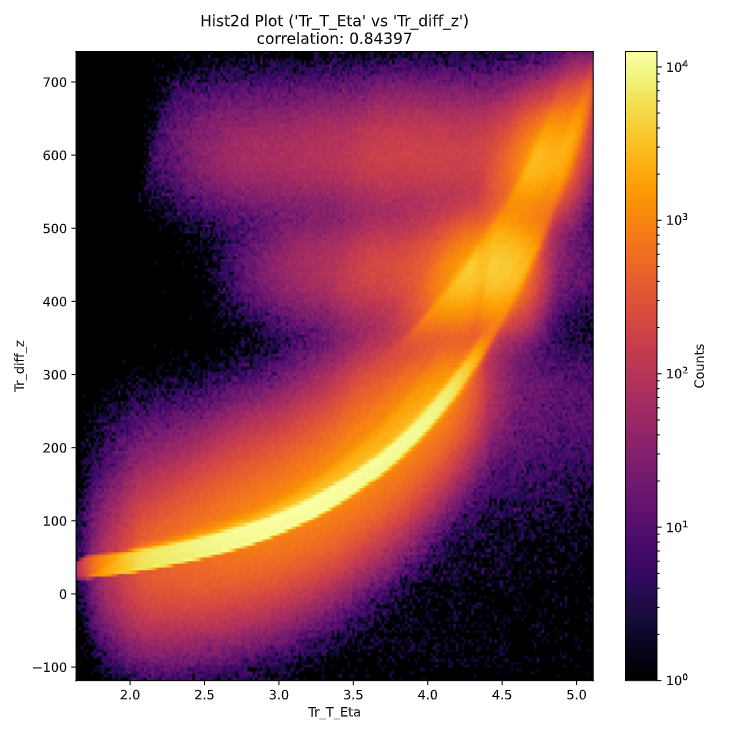 Hist2d Plot ('Tr_T_Eta' vs 'Tr_diff_z')
correlation: 0.84397
700
600
500
400
300
200
100
0
−100
Tr_diff_z
2.0 2.5 3.0 3.5 4.0 4.5 5.0
Tr_T_Eta
10⁴
10³
10²
10¹
10⁰
Counts